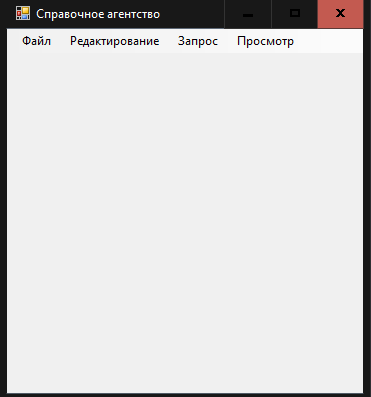 Справочное агентство
Файл Редактирование Запрос Просмотр